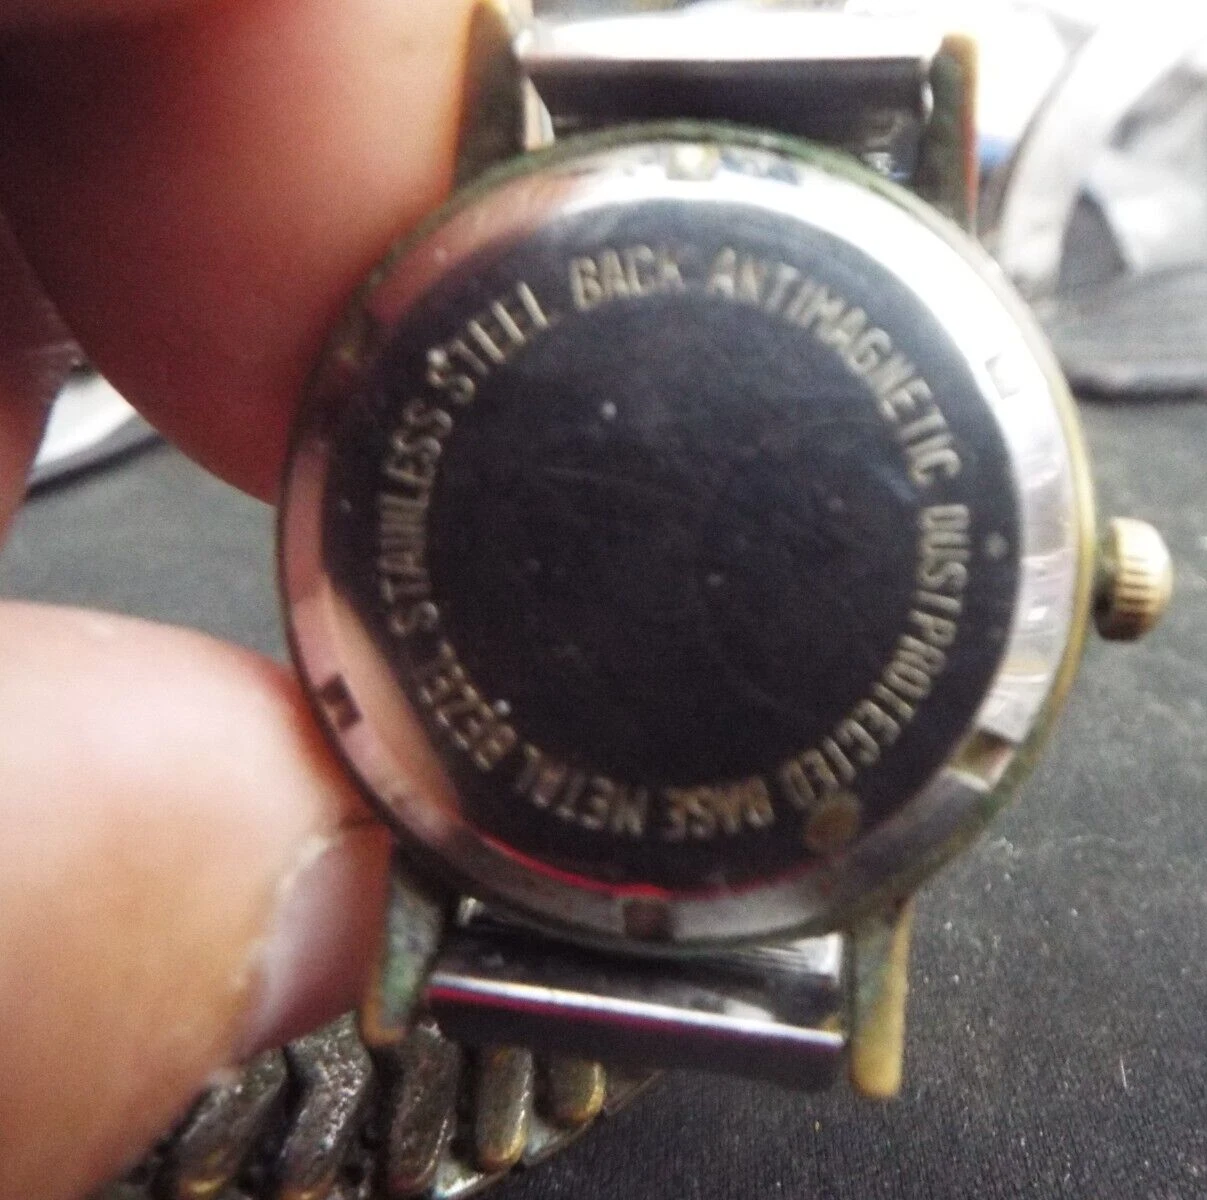 STAINLESS STEEL BACK ANTIMAGNETIC DUSTPROTECTED BASE METAL BEZEL